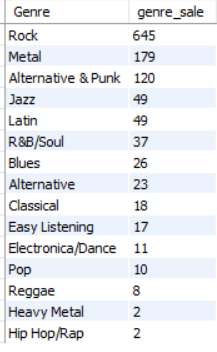 Genre genre_sale
Rock 645
Metal 179
Alternative & Punk 120
Jazz 49
Latin 49
R&B/Soul 37
Blues 26
Alternative 23
Classical 18
Easy Listening 17
Electronica/Dance 11
Pop 10
Reggae 8
Heavy Metal 2
Hip Hop/Rap 2